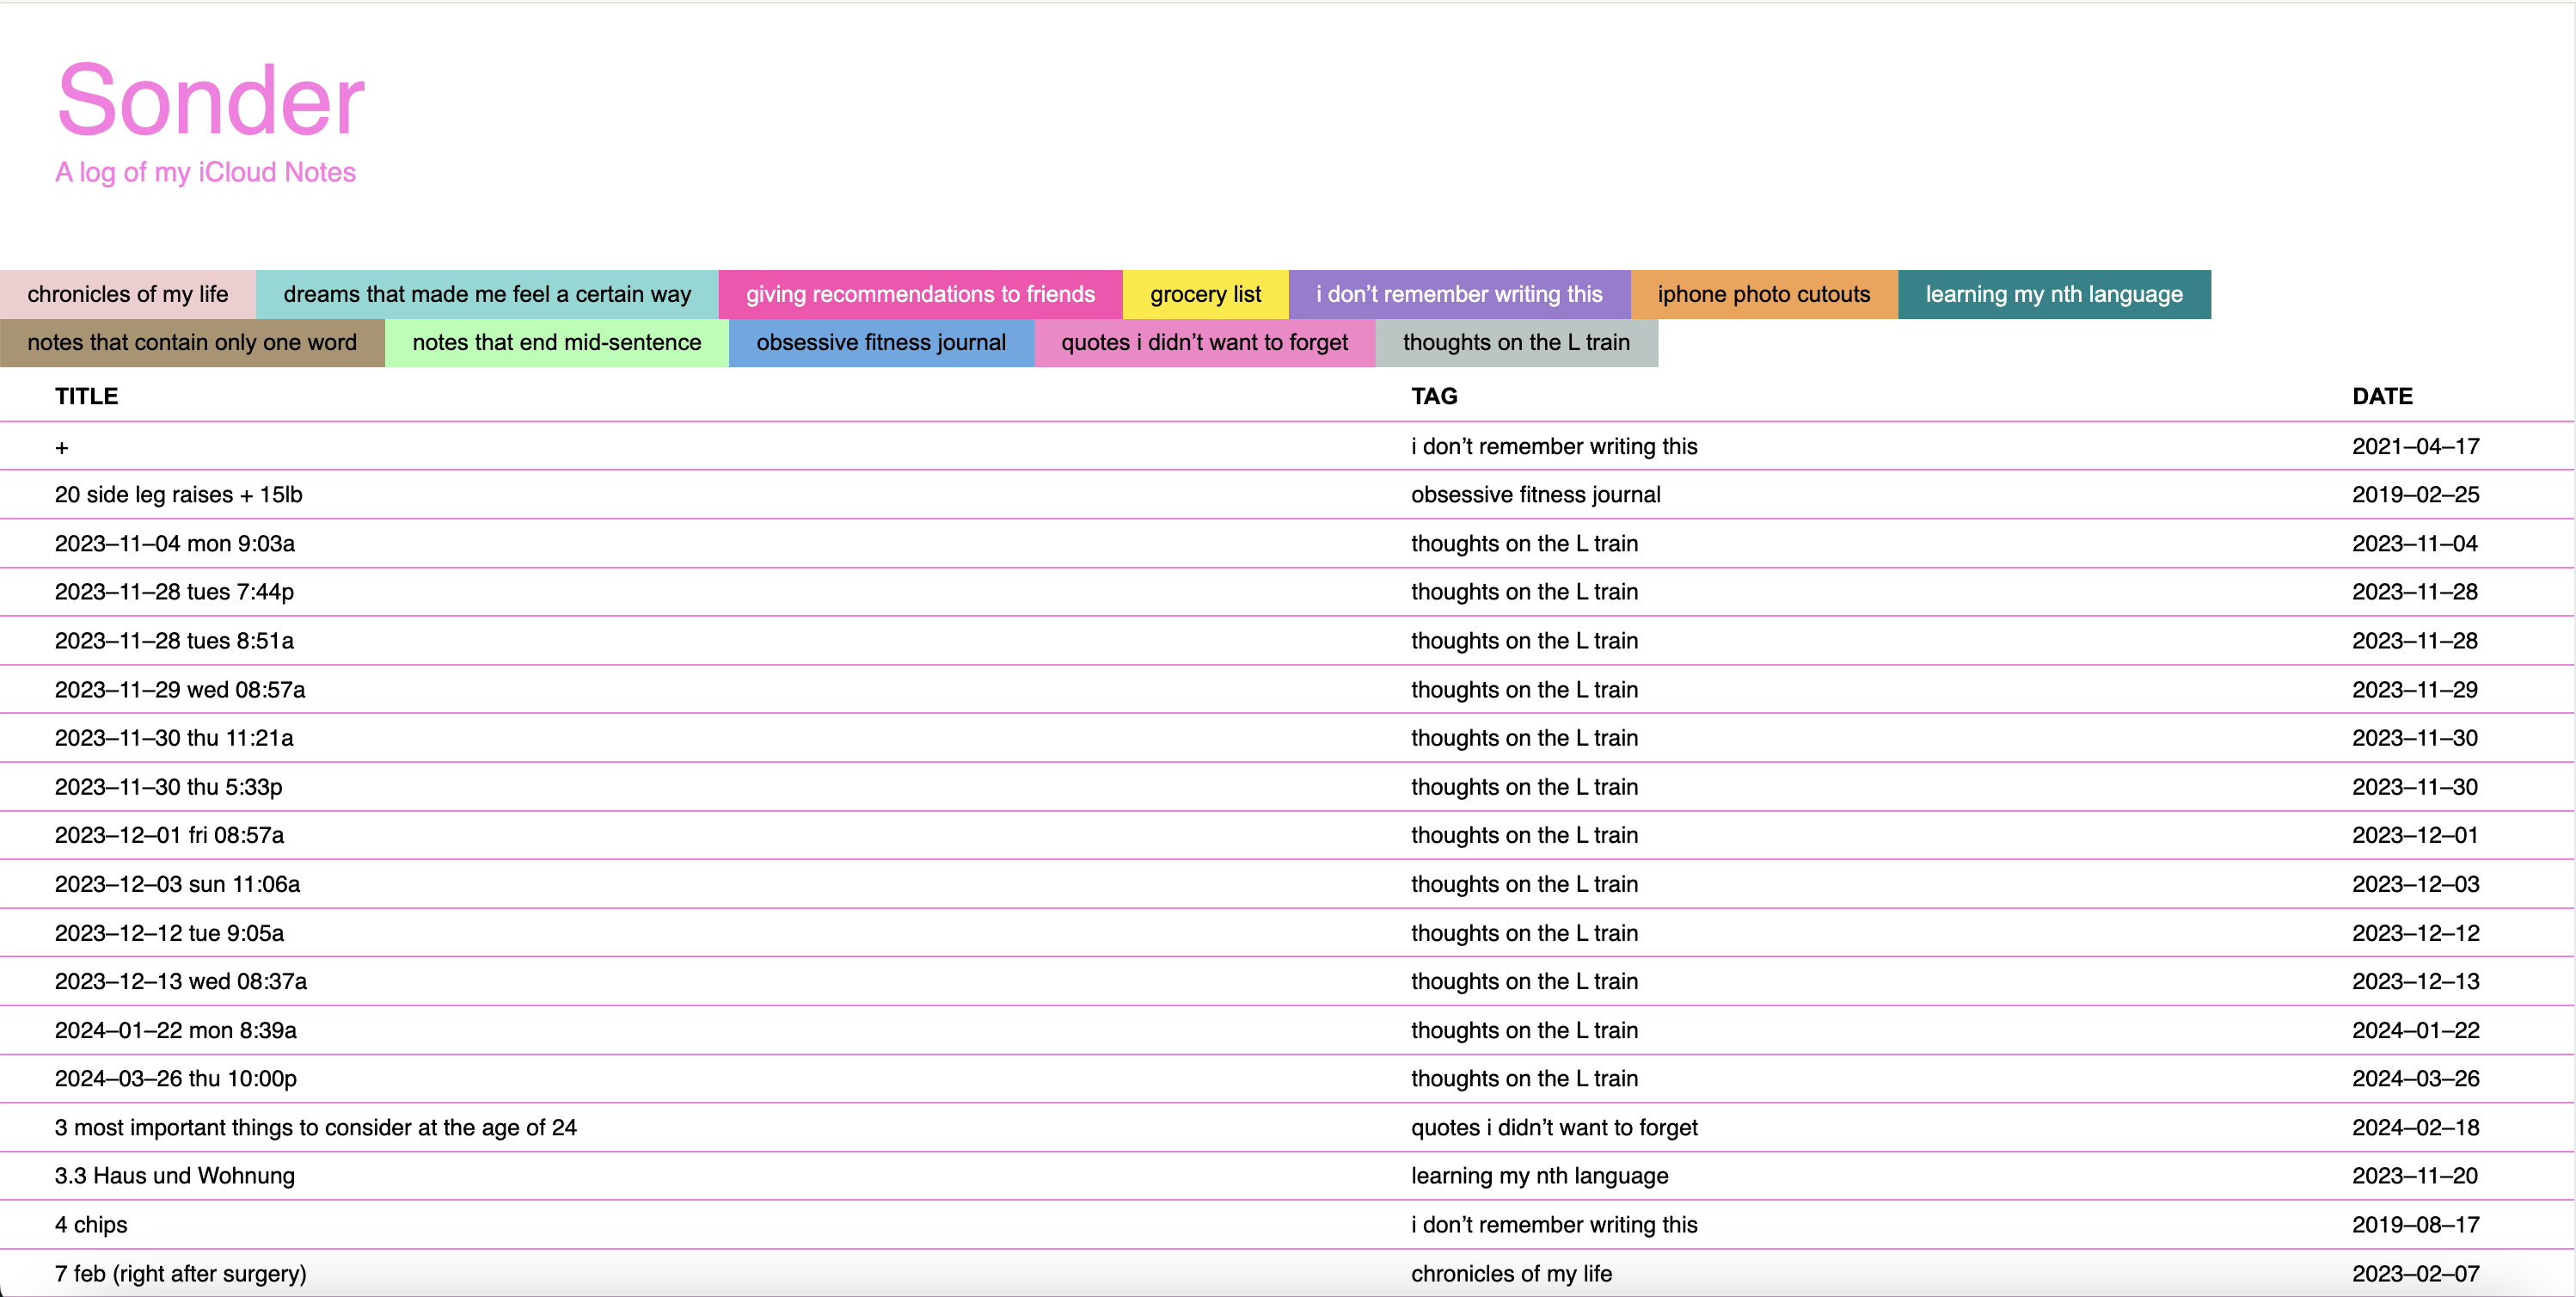 Sonder
A log of my iCloud Notes
chronicles of my life dreams that made me feel a certain way giving recommendations to friends grocery list i don’t remember writing this iphone photo cutouts learning my nth language
notes that contain only one word notes that end mid-sentence obsessive fitness journal quotes i didn’t want to forget thoughts on the L train
TITLE TAG DATE
+ i don’t remember writing this 2021–04–17
20 side leg raises + 15lb obsessive fitness journal 2019–02–25
2023–11–04 mon 9:03a thoughts on the L train 2023–11–04
2023–11–28 tues 7:44p thoughts on the L train 2023–11–28
2023–11–28 tues 8:51a thoughts on the L train 2023–11–28
2023–11–29 wed 08:57a thoughts on the L train 2023–11–29
2023–11–30 thu 11:21a thoughts on the L train 2023–11–30
2023–11–30 thu 5:33p thoughts on the L train 2023–11–30
2023–12–01 fri 08:57a thoughts on the L train 2023–12–01
2023–12–03 sun 11:06a thoughts on the L train 2023–12–03
2023–12–12 tue 9:05a thoughts on the L train 2023–12–12
2023–12–13 wed 08:37a thoughts on the L train 2023–12–13
2024–01–22 mon 8:39a thoughts on the L train 2024–01–22
2024–03–26 thu 10:00p thoughts on the L train 2024–03–26
3 most important things to consider at the age of 24 quotes i didn’t want to forget 2024–02–18
3.3 Haus und Wohnung learning my nth language 2023–11–20
4 chips i don’t remember writing this 2019–08–17
7 feb (right after surgery) chronicles of my life 2023–02–07